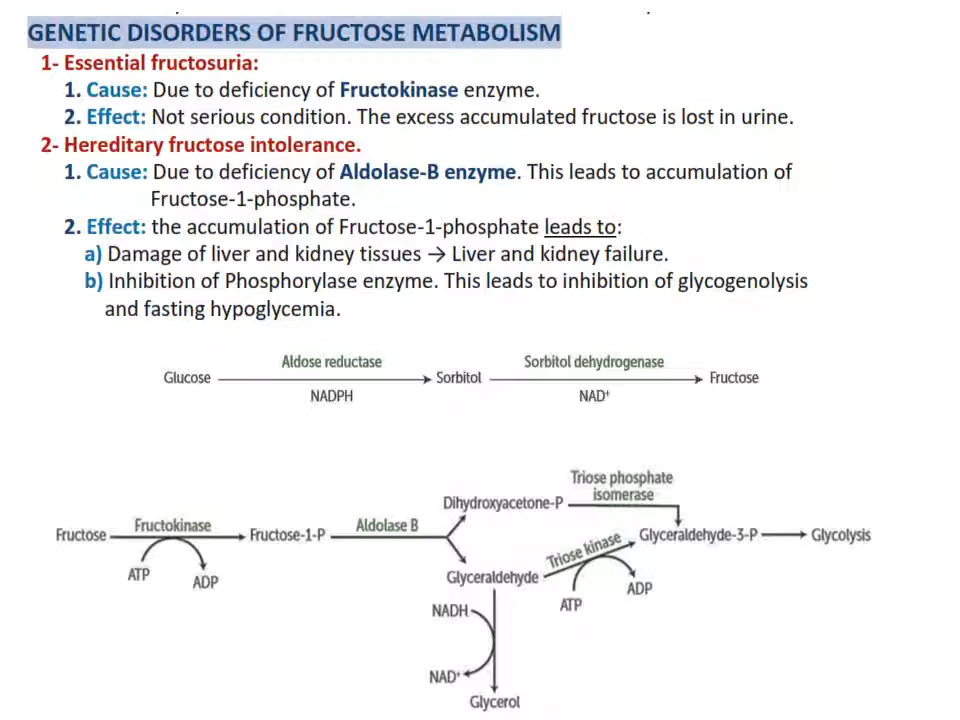 GENETIC DISORDERS OF FRUCTOSE METABOLISM
1- Essential fructosuria:
1. Cause: Due to deficiency of Fructokinase enzyme.
2. Effect: Not serious condition. The excess accumulated fructose is lost in urine.
2- Hereditary fructose intolerance.
1. Cause: Due to deficiency of Aldolase-B enzyme. This leads to accumulation of
Fructose-1-phosphate.
2. Effect: the accumulation of Fructose-1-phosphate leads to:
a) Damage of liver and kidney tissues → Liver and kidney failure.
b) Inhibition of Phosphorylase enzyme. This leads to inhibition of glycogenolysis
and fasting hypoglycemia.
Aldose reductase
Sorbitol dehydrogenase
Glucose
Sorbitol
Fructose
NADPH
NAD⁺
Triose phosphate
isomerase
Dihydroxyacetone-P
Fructose
Fructokinase
Fructose-1-P
Aldolase B
Glyceraldehyde-3-P
Glycolysis
Triose kinase
ATP
ADP
Glyceraldehyde
ATP
ADP
NADH
NAD⁺
Glycerol